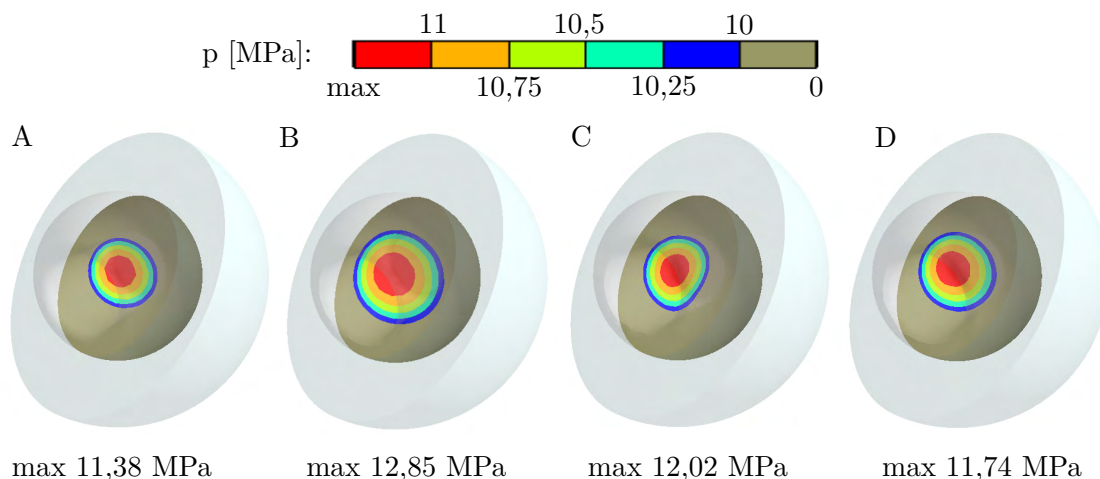 11 10,5 10
p [MPa]:
max 10,75 10,25 0
A B C D
max 11,38 MPa max 12,85 MPa max 12,02 MPa max 11,74 MPa